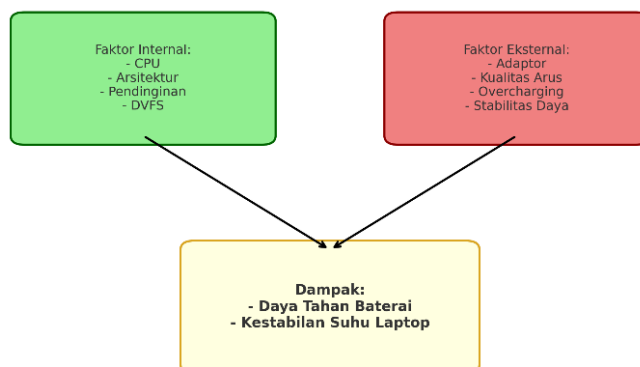 Faktor Internal:
- CPU
- Arsitektur
- Pendinginan
- DVFS
Faktor Eksternal:
- Adaptor
- Kualitas Arus
- Overcharging
- Stabilitas Daya
Dampak:
- Daya Tahan Baterai
- Kestabilan Suhu Laptop